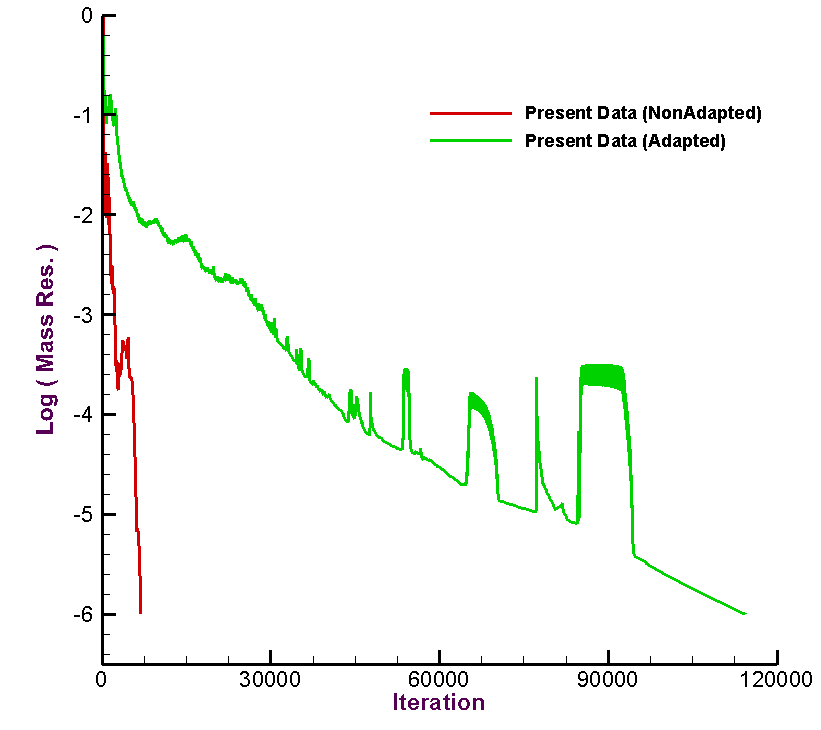 0
-1
Present Data (NonAdapted)
Present Data (Adapted)
-2
-3
Log ( Mass Res. )
-4
-5
-6
0 30000 60000 90000 120000
Iteration